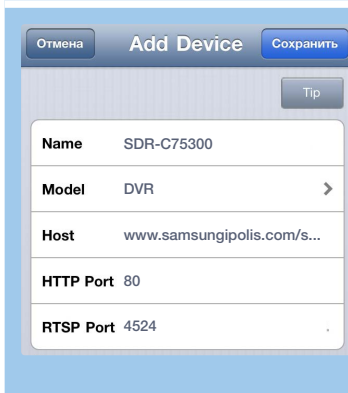 Отмена Add Device Сохранить
Tip
Name SDR-C75300
Model DVR
Host www.samsungipolis.com/s...
HTTP Port 80
RTSP Port 4524